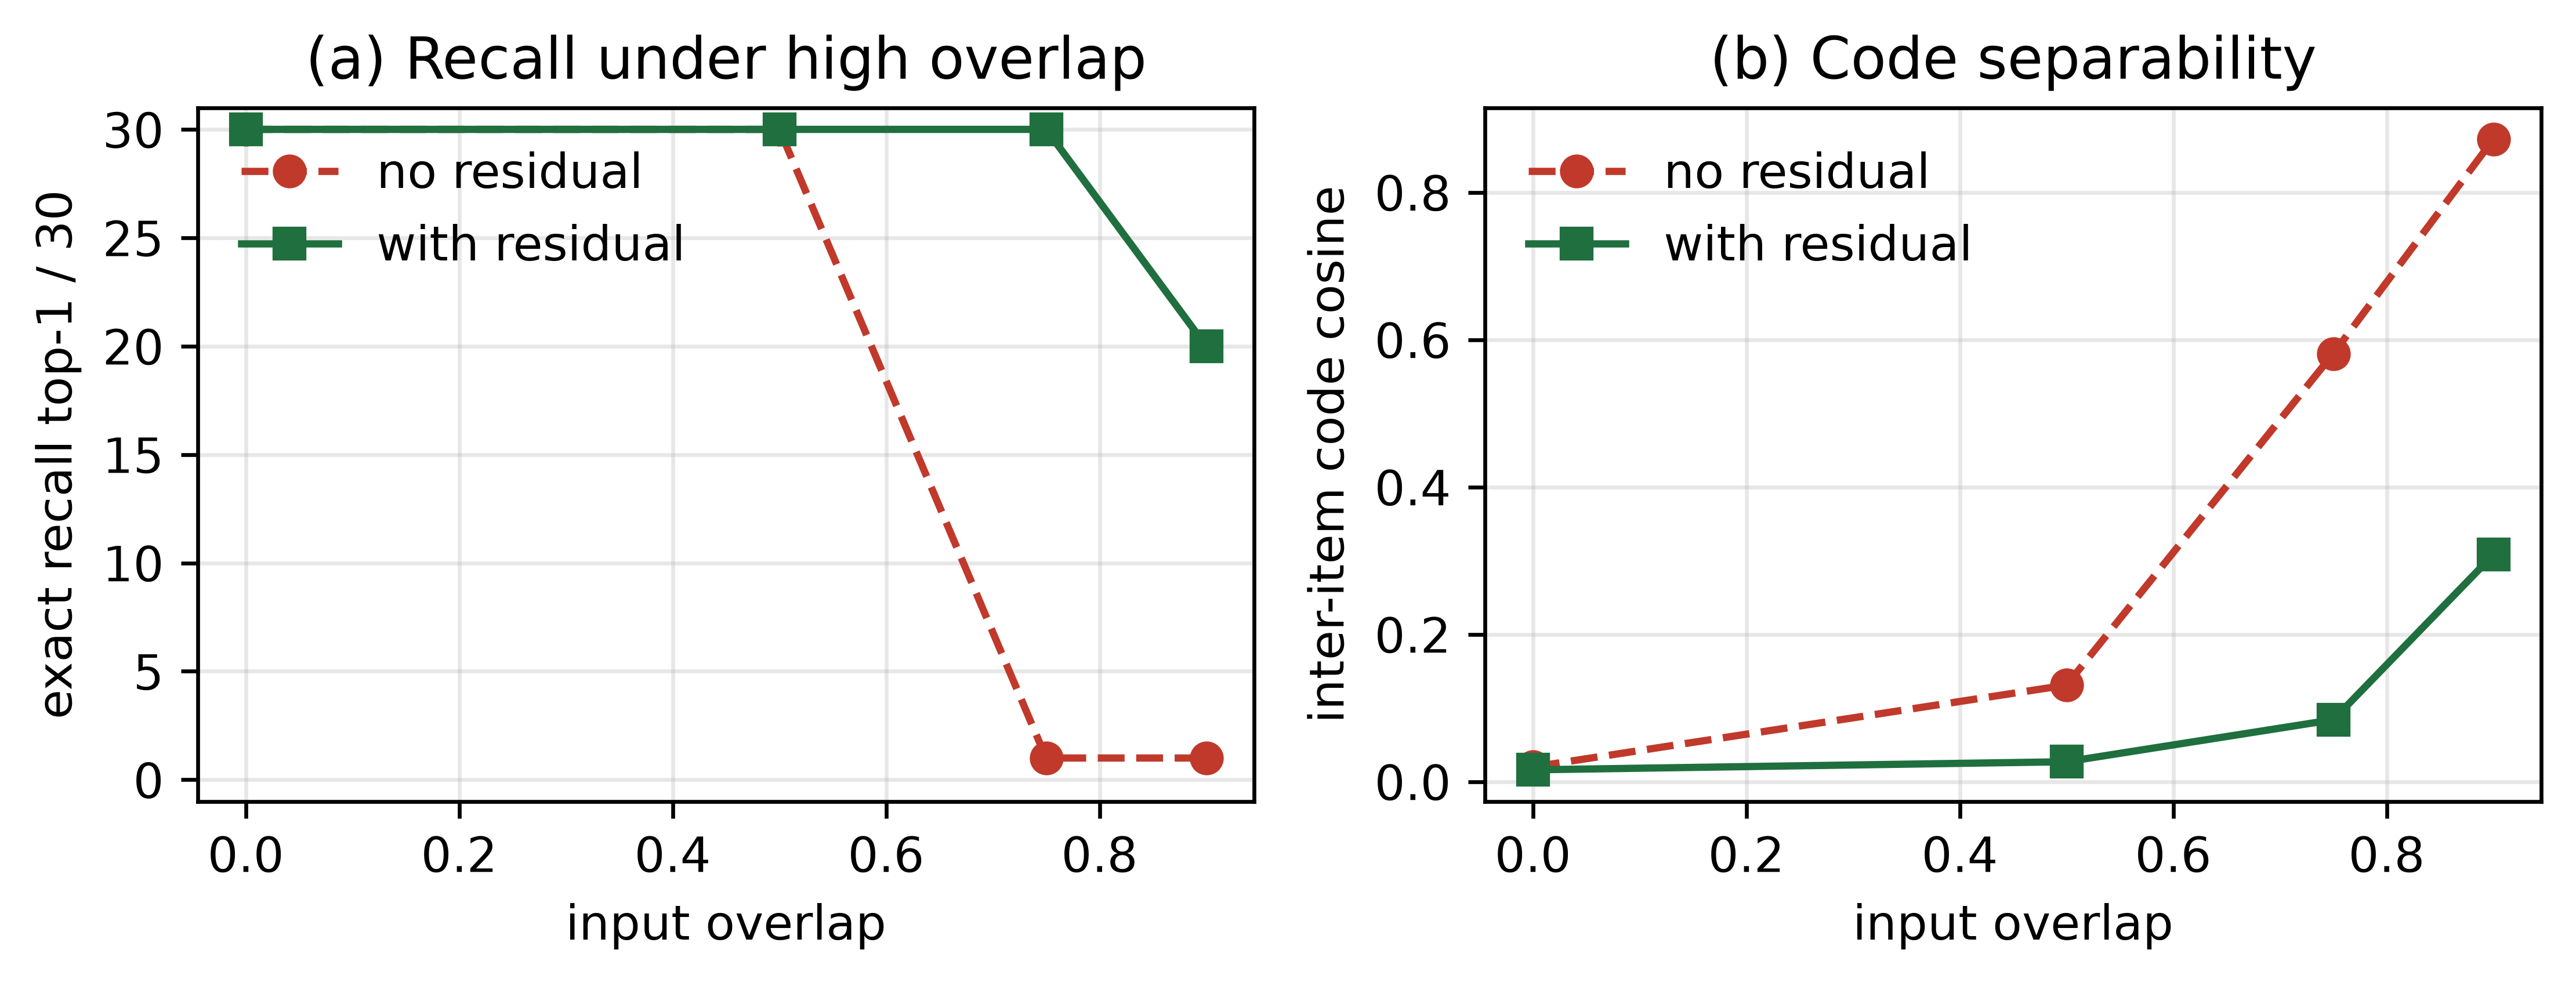 (a) Recall under high overlap
exact recall top-1 / 30
30
25
20
15
10
5
0
no residual
with residual
0.0 0.2 0.4 0.6 0.8
input overlap
(b) Code separability
inter-item code cosine
0.8
0.6
0.4
0.2
0.0
no residual
with residual
0.0 0.2 0.4 0.6 0.8
input overlap